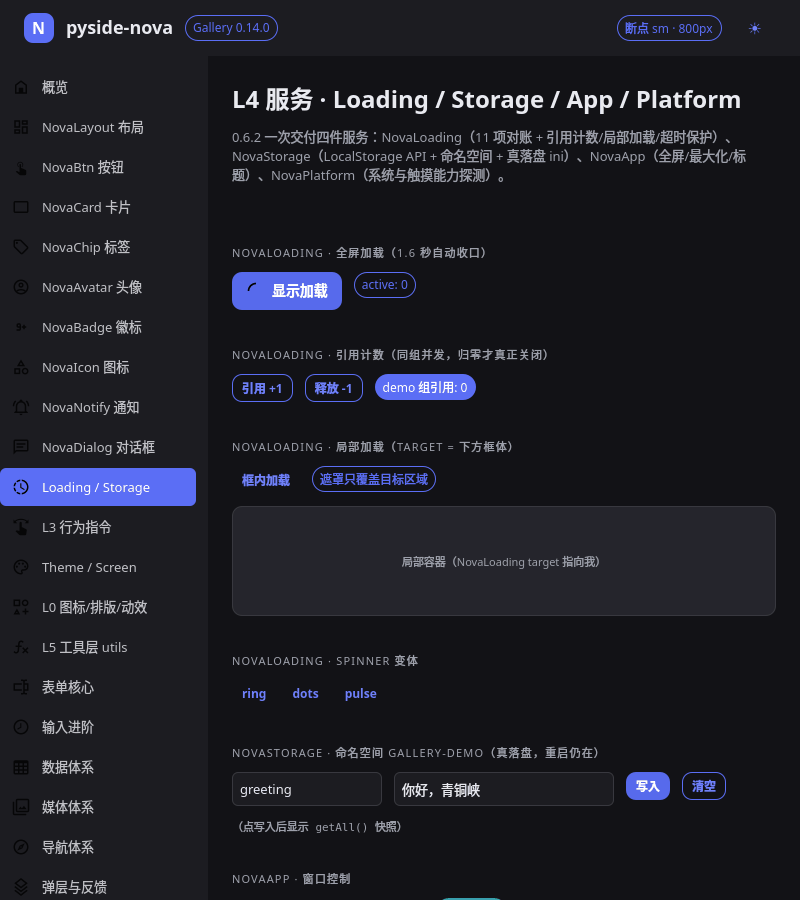 N pyside-nova Gallery 0.14.0 断点 sm · 800px
概览
NovaLayout 布局
NovaBtn 按钮
NovaCard 卡片
NovaChip 标签
NovaAvatar 头像
9+ NovaBadge 徽标
NovaIcon 图标
NovaNotify 通知
NovaDialog 对话框
Loading / Storage
L3 行为指令
Theme / Screen
L0 图标/排版/动效
L5 工具层 utils
表单核心
输入进阶
数据体系
媒体体系
导航体系
弹层与反馈
L4 服务 · Loading / Storage / App / Platform
0.6.2 一次交付四件服务：NovaLoading（11 项对账 + 引用计数/局部加载/超时保护）、
NovaStorage（LocalStorage API + 命名空间 + 真落盘 ini）、NovaApp（全屏/最大化/标
题）、NovaPlatform（系统与触摸能力探测）。
NOVALOADING · 全屏加载（1.6 秒自动收口）
显示加载 active: 0
NOVALOADING · 引用计数（同组并发，归零才真正关闭）
引用 +1 释放 -1 demo 组引用: 0
NOVALOADING · 局部加载（TARGET = 下方框体）
框内加载 遮罩只覆盖目标区域
局部容器（NovaLoading target 指向我）
NOVALOADING · SPINNER 变体
ring dots pulse
NOVASTORAGE · 命名空间 GALLERY-DEMO（真落盘，重启仍在）
greeting 你好，青铜峡 写入 清空
（点写入后显示 getAll() 快照）
NOVAAPP · 窗口控制